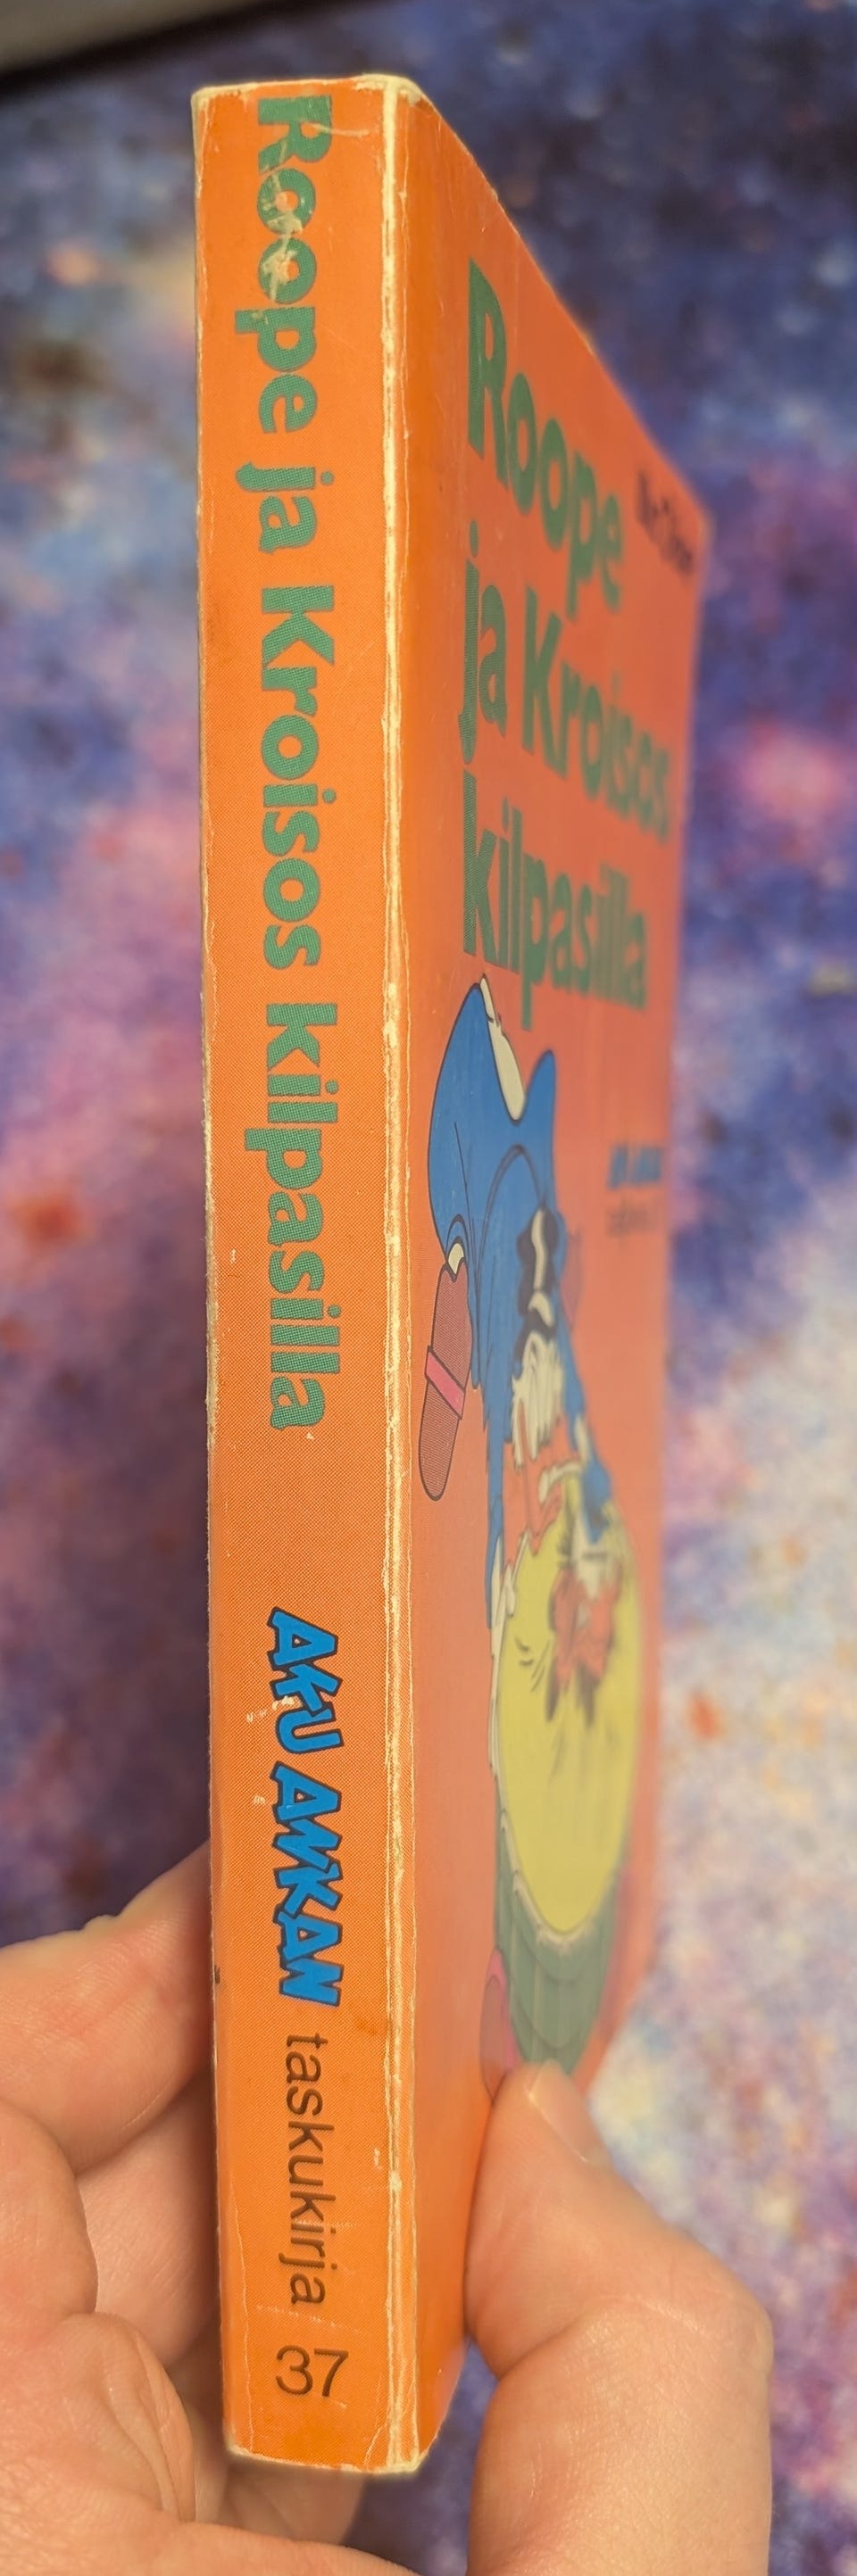 Roope ja Kroisos kilpasilla
AKU ANKAN taskukirja 37
Roope
ja Kroisos
kilpasilla